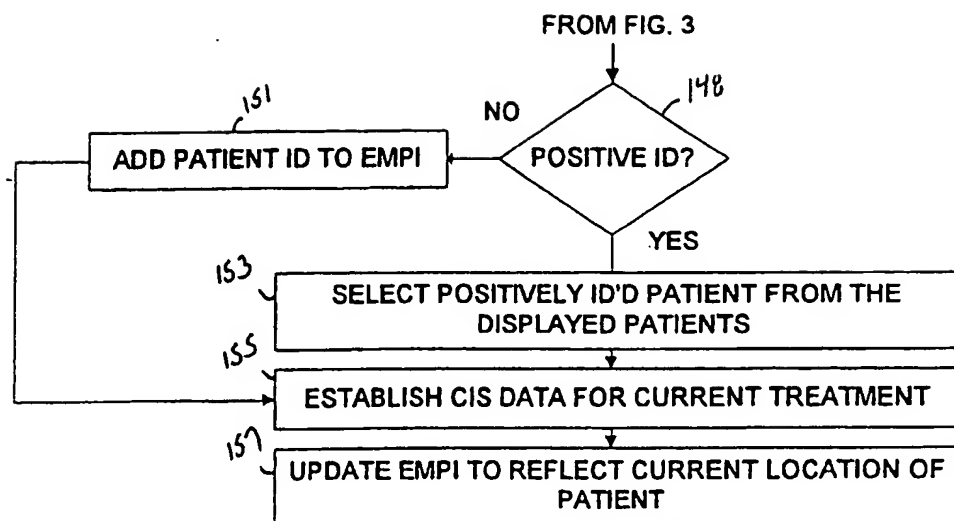 FROM FIG. 3
148
NO
POSITIVE ID?
151
ADD PATIENT ID TO EMPI
YES
153
SELECT POSITIVELY ID'D PATIENT FROM THE
DISPLAYED PATIENTS
155
ESTABLISH CIS DATA FOR CURRENT TREATMENT
157
UPDATE EMPI TO REFLECT CURRENT LOCATION OF
PATIENT